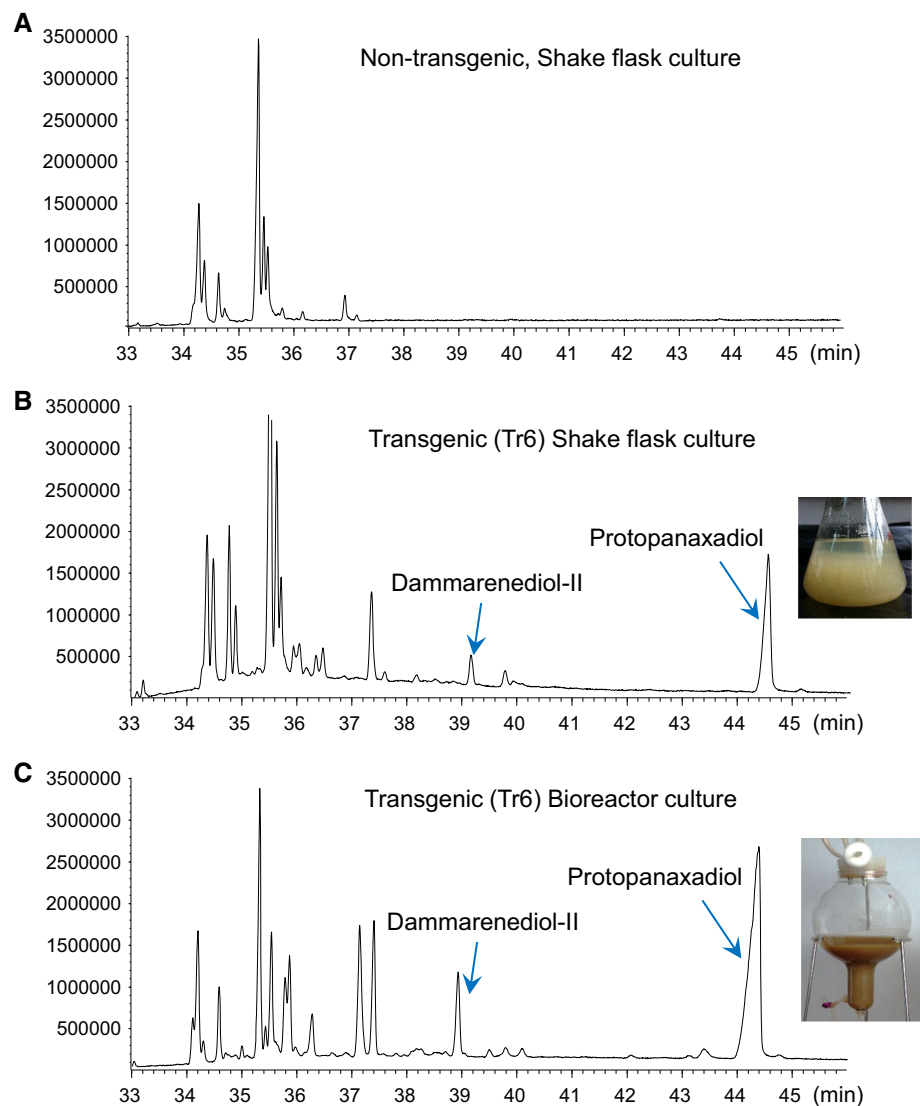 A
Non-transgenic, Shake flask culture
3500000
3000000
2500000
2000000
1500000
1000000
500000
33 34 35 36 37 38 39 40 41 42 43 44 45 (min)
B
Transgenic (Tr6) Shake flask culture
3500000
3000000
2500000
2000000
1500000
1000000
500000
Protopanaxadiol
Dammarenediol-II
33 34 35 36 37 38 39 40 41 42 43 44 45 (min)
C
Transgenic (Tr6) Bioreactor culture
3500000
3000000
2500000
2000000
1500000
1000000
500000
Protopanaxadiol
Dammarenediol-II
33 34 35 36 37 38 39 40 41 42 43 44 45 (min)